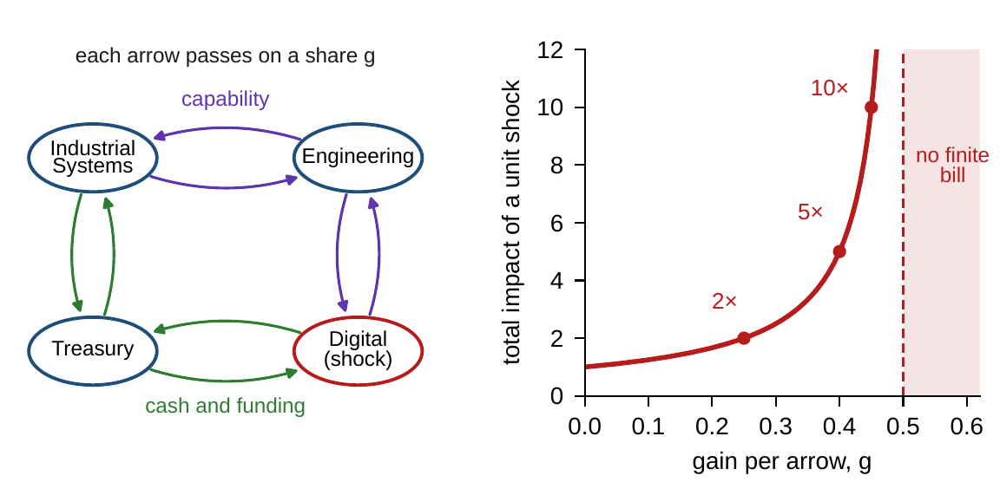 each arrow passes on a share g
capability
Industrial
Systems
Engineering
Treasury
Digital
(shock)
cash and funding
total impact of a unit shock
12
10
8
6
4
2
0
10×
5×
2×
no finite
bill
0.0 0.1 0.2 0.3 0.4 0.5 0.6
gain per arrow, g